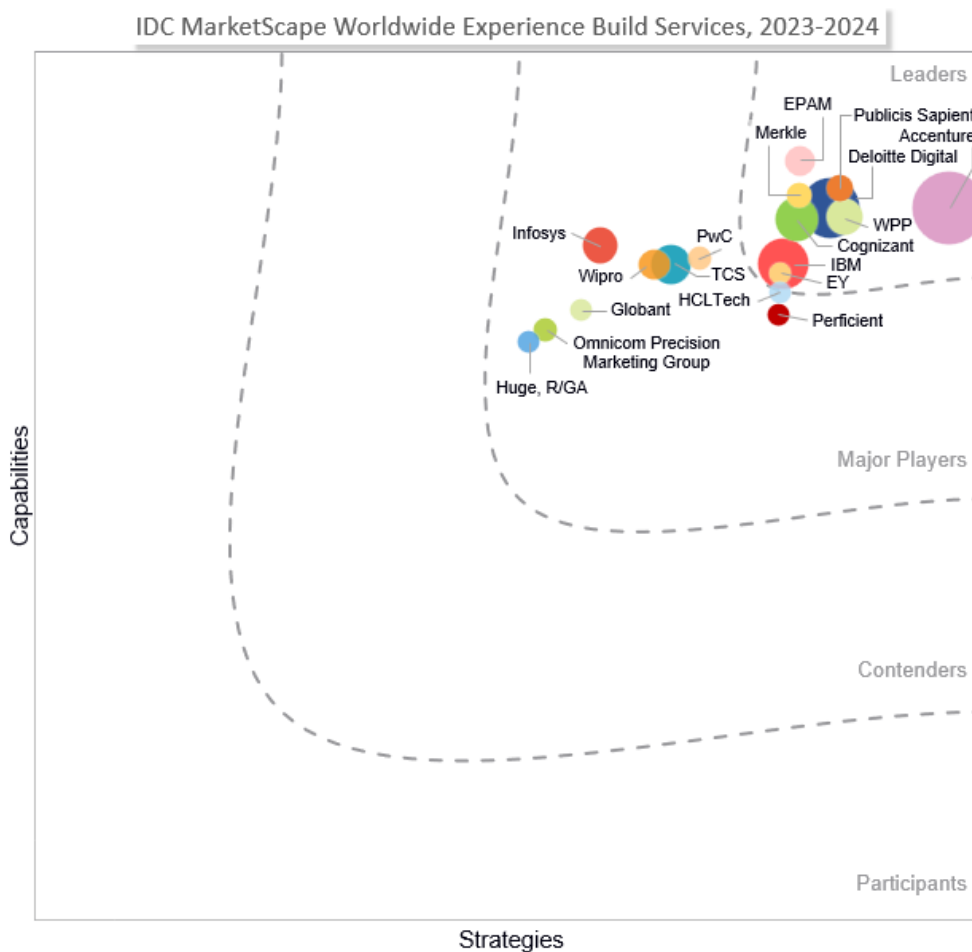 IDC MarketScape Worldwide Experience Build Services, 2023-2024
Leaders
EPAM
Publicis Sapient
Merkle
Accenture
Deloitte Digital
WPP
Infosys
PwC
Cognizant
Wipro
TCS
IBM
EY
HCLTech
Globant
Perficient
Omnicom Precision
Marketing Group
Huge, R/GA
Major Players
Capabilities
Contenders
Participants
Strategies